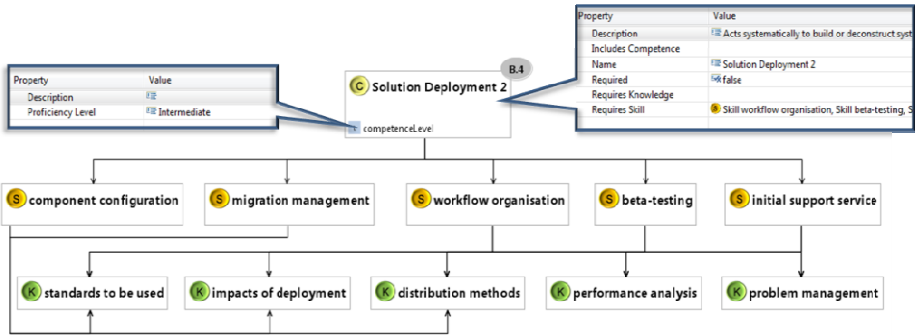 Property Value
Description Acts systematically to build or deconstruct syst
Includes Competence
Name Solution Deployment 2
Required false
Requires Knowledge
Requires Skill Skill workflow organisation, Skill beta-testing, S
Property Value
Description
Proficiency Level Intermediate
B.4
C Solution Deployment 2
competenceLevel
S component configuration
S migration management
S workflow organisation
S beta-testing
S initial support service
K standards to be used
K impacts of deployment
K distribution methods
K performance analysis
K problem management